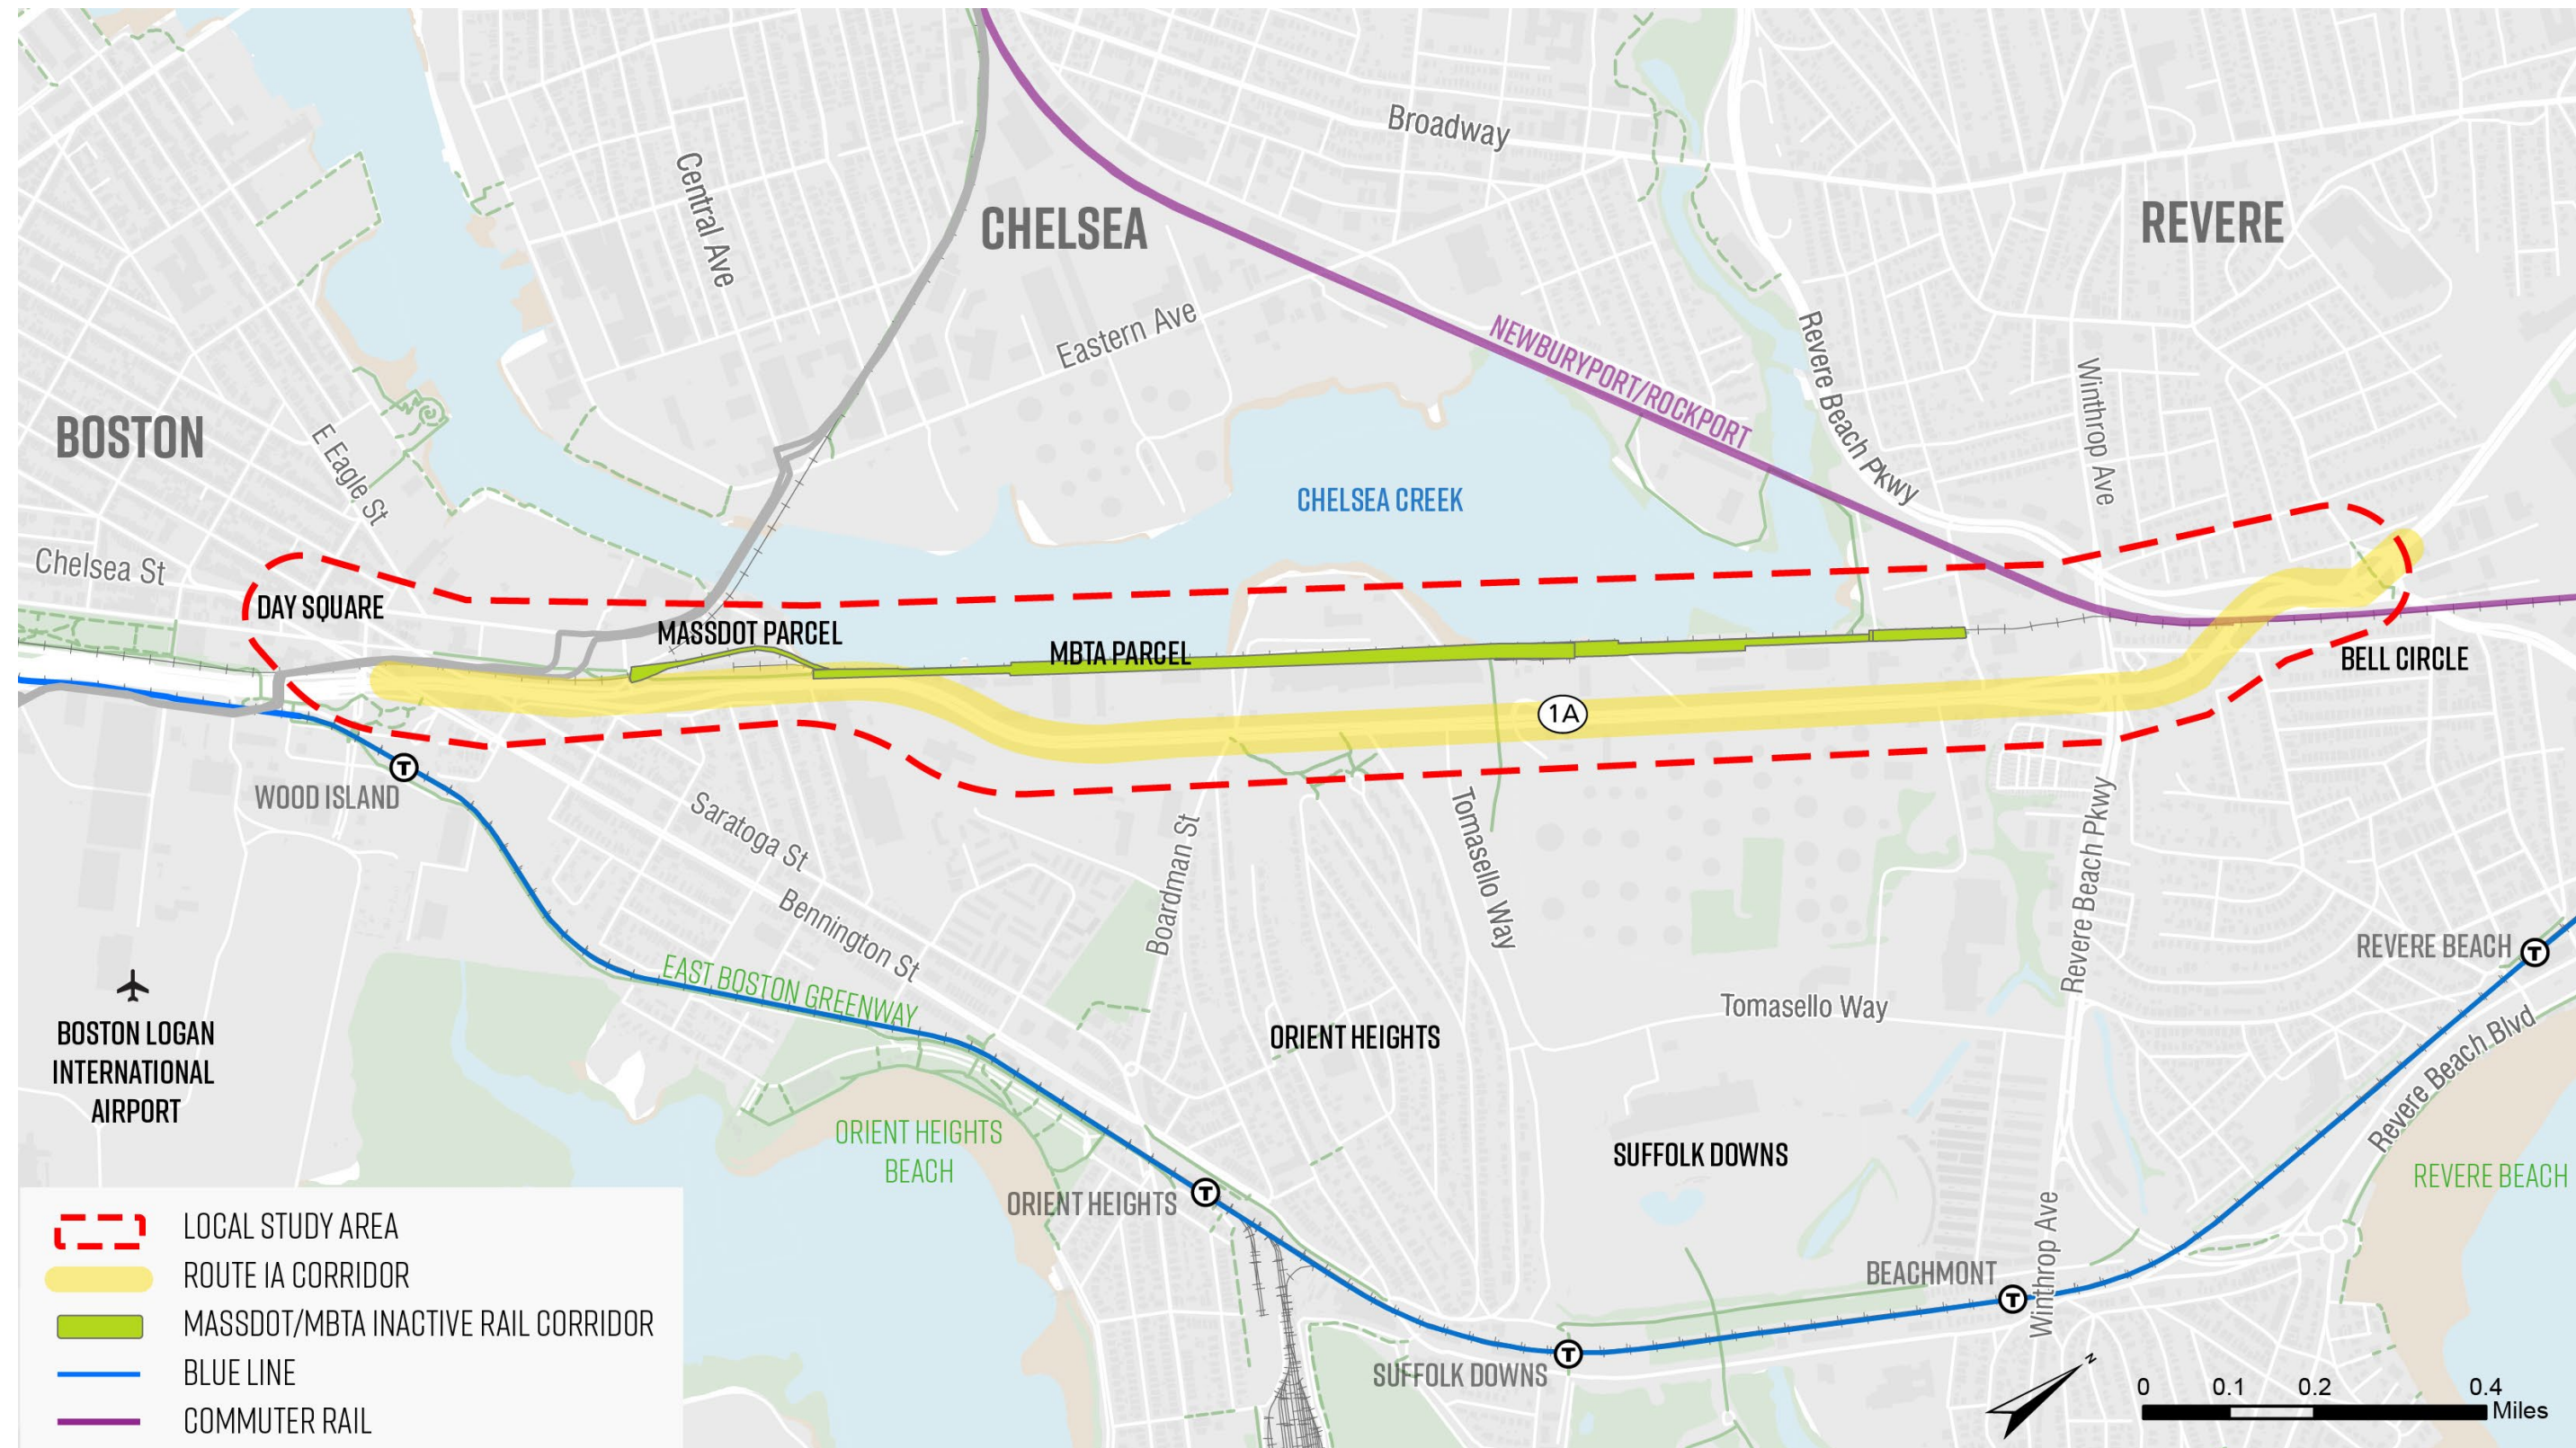 Broadway
Central Ave
CHELSEA
REVERE
Eastern Ave
NEWBURYPORT/ROCKPORT
Revere Beach Pkwy
Winthrop Ave
BOSTON
E Eagle St
CHELSEA CREEK
Chelsea St
DAY SQUARE
MASSDOT PARCEL
MBTA PARCEL
BELL CIRCLE
1A
T
WOOD ISLAND
Saratoga St
Boardman St
Tomasello Way
Revere Beach Pkwy
Bennington St
EAST BOSTON GREENWAY
REVERE BEACH
T
Tomasello Way
BOSTON LOGAN
INTERNATIONAL
AIRPORT
ORIENT HEIGHTS
Revere Beach Blvd
ORIENT HEIGHTS
BEACH
SUFFOLK DOWNS
REVERE BEACH
ORIENT HEIGHTS
T
BEACHMONT
T
Winthrop Ave
SUFFOLK DOWNS
T
LOCAL STUDY AREA
ROUTE 1A CORRIDOR
MASSDOT/MBTA INACTIVE RAIL CORRIDOR
BLUE LINE
COMMUTER RAIL
N
0 0.1 0.2 0.4
Miles